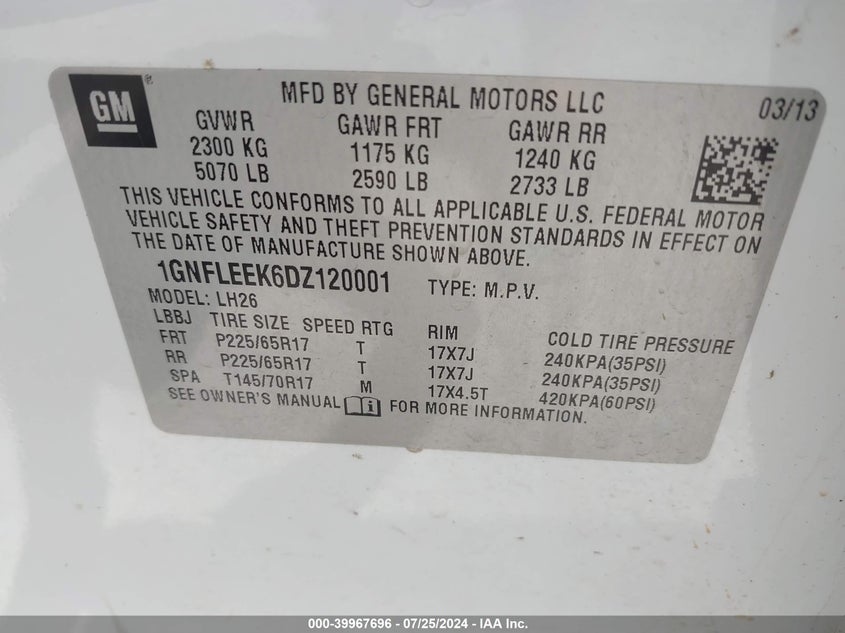 GM®
MFD BY GENERAL MOTORS LLC 03/13
GVWR GAWR FRT GAWR RR
2300 KG 1175 KG 1240 KG
5070 LB 2590 LB 2733 LB
THIS VEHICLE CONFORMS TO ALL APPLICABLE U.S. FEDERAL MOTOR
VEHICLE SAFETY AND THEFT PREVENTION STANDARDS IN EFFECT ON
THE DATE OF MANUFACTURE SHOWN ABOVE.
1GNFLEEK6DZ120001 TYPE: M.P.V.
MODEL: LH26
LBBJ TIRE SIZE SPEED RTG RIM COLD TIRE PRESSURE
FRT P225/65R17 T 17X7J 240KPA(35PSI)
RR P225/65R17 T 17X7J 240KPA(35PSI)
SPA T145/70R17 M 17X4.5T 420KPA(60PSI)
SEE OWNER'S MANUAL FOR MORE INFORMATION.
000-39967696 - 07/25/2024 - IAA Inc.